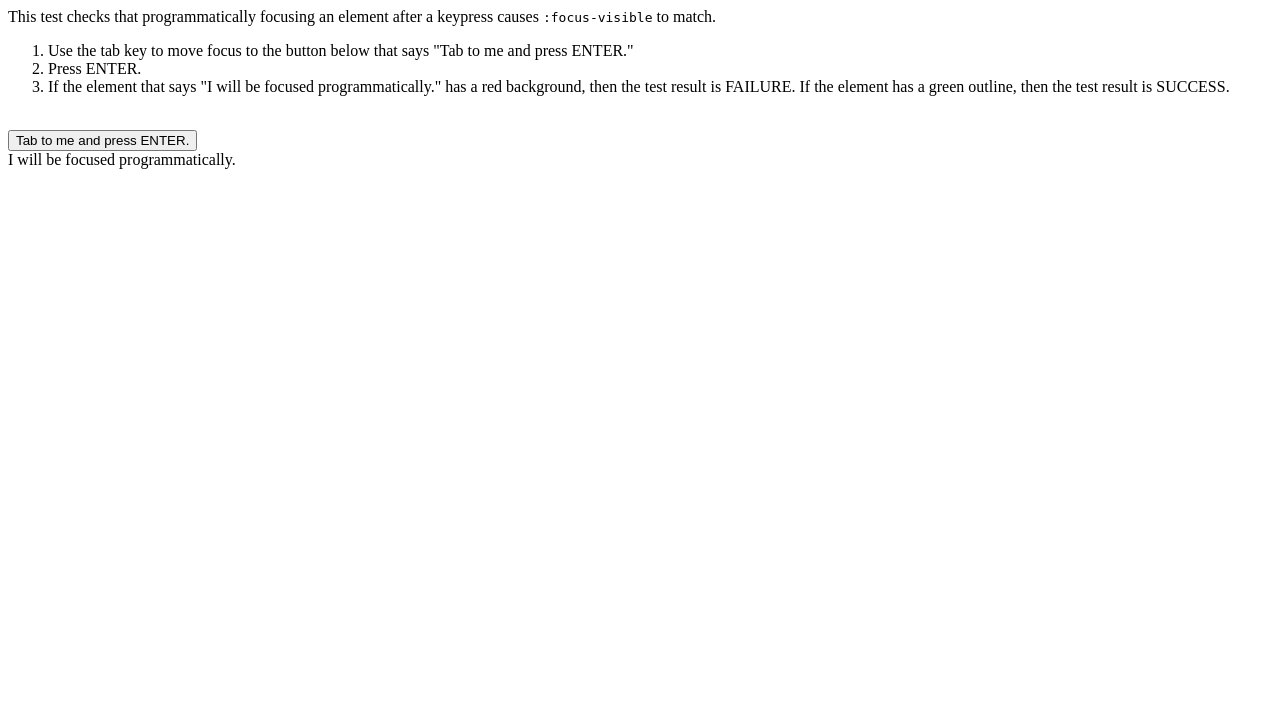 This test checks that programmatically focusing an element after a keypress causes :focus-visible to match.
1. Use the tab key to move focus to the button below that says "Tab to me and press ENTER."
2. Press ENTER.
3. If the element that says "I will be focused programmatically." has a red background, then the test result is FAILURE. If the element has a green outline, then the test result is SUCCESS.
Tab to me and press ENTER.
I will be focused programmatically.